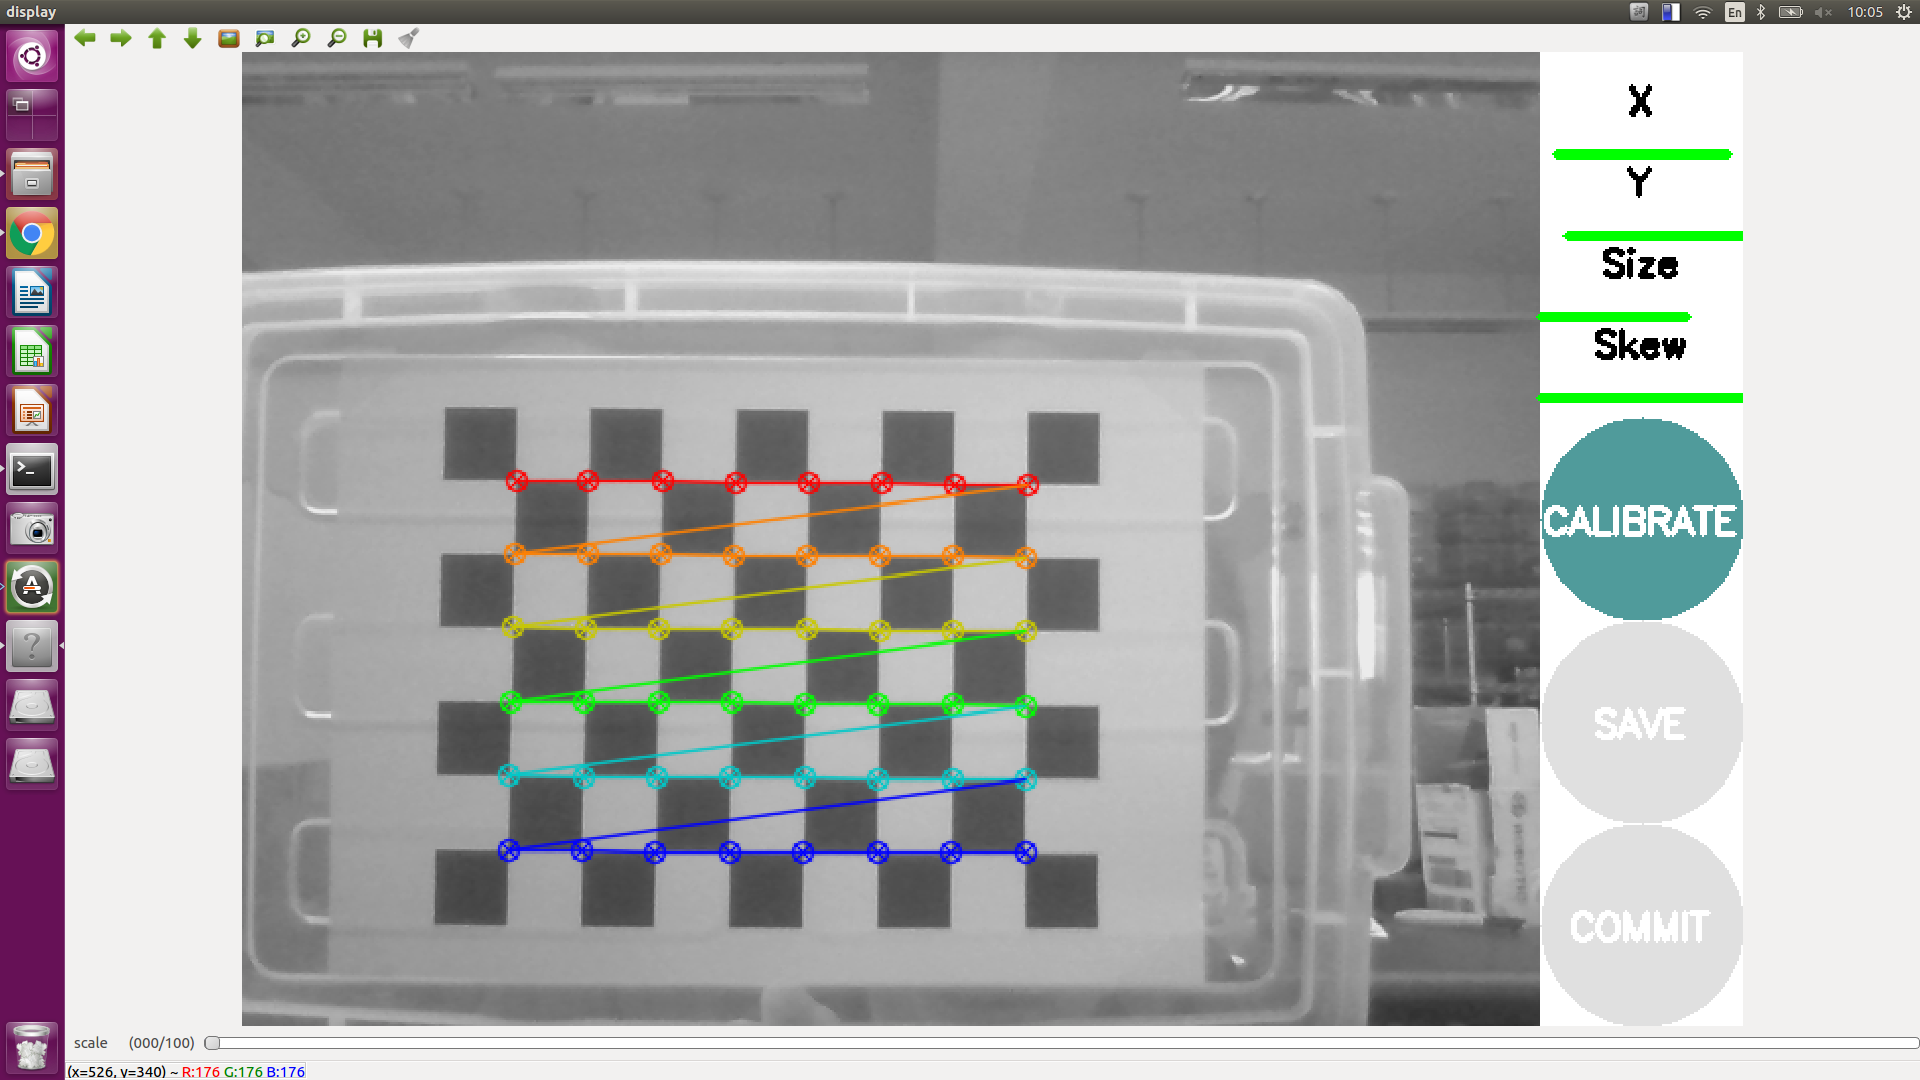 display
En
10:05
X
Y
Size
Skew
CALIBRATE
SAVE
COMMIT
scale (000/100)
(x=526, y=340) ~ R:176 G:176 B:176